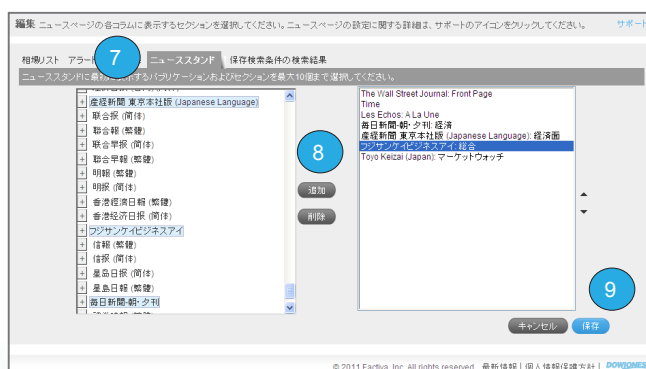 編集 ニュースページの各コラムに表示するセクションを選択してください。ニュースページの設定に関する詳細は、サポートのアイコンをクリックしてください。 サポート
相場リスト アラート 7 ニューススタンド 保存検索条件の検索結果
ニューススタンドに最初に表示するパブリケーションおよびセクションを最大10個まで選択してください。
産経新聞 東京本社版 (Japanese Language)
联合报 (简体)
聯合報 (繁體)
联合早报 (简体)
聯合早報 (繁體)
明報 (繁體)
明报 (简体)
香港經濟日報 (繁體)
香港经济日报 (简体)
フジサンケイビジネスアイ
信報 (繁體)
信报 (简体)
星岛日报 (简体)
星島日報 (繁體)
毎日新聞-朝・夕刊
8
追加
削除
The Wall Street Journal: Front Page
Time
Les Echos: A La Une
毎日新聞-朝・夕刊: 経済
産経新聞 東京本社版 (Japanese Language): 経済面
フジサンケイビジネスアイ: 総合
Toyo Keizai (Japan): マーケットウォッチ
9
キャンセル 保存
© 2011 Factiva, Inc. All rights reserved. 最新情報 | 個人情報保護方針 | DOWJONES